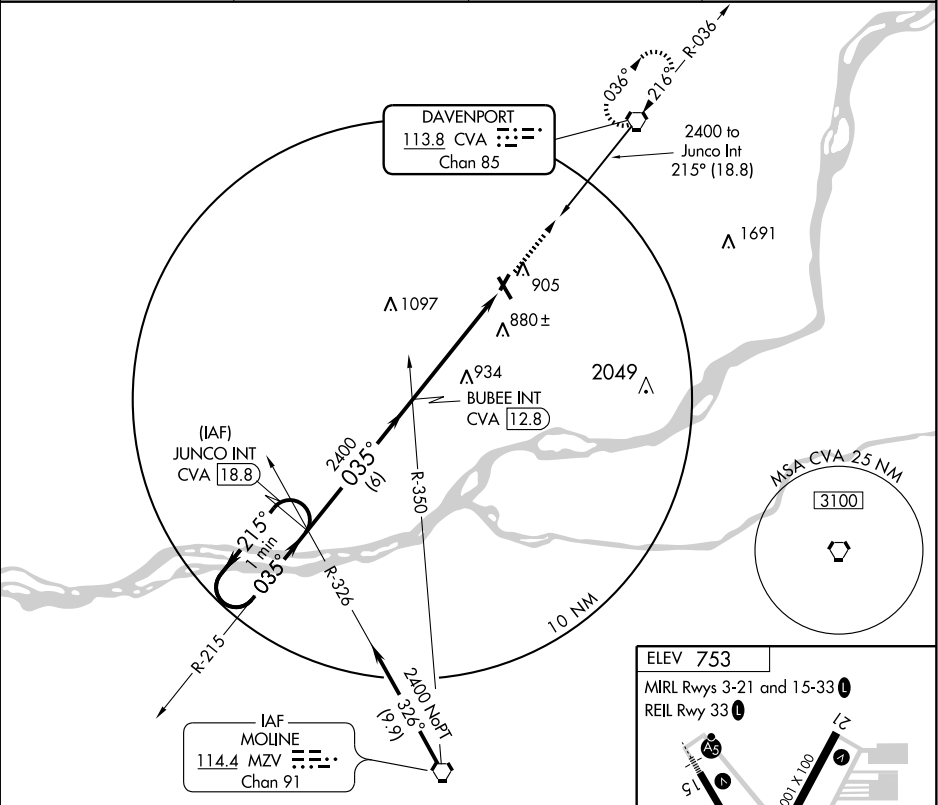 R-036
036°
216°
DAVENPORT
113.8 CVA
Chan 85
2400 to
Junco Int
215° (18.8)
1691
905
1097
880 ±
934
2049
BUBEE INT
CVA 12.8
(IAF)
JUNCO INT
CVA 18.8
2400
035°
(6)
R-350
MSA CVA 25 NM
3100
215°
1 min
035°
R-326
R-215
10 NM
2400 NoPT
326°
(9.9)
IAF
MOLINE
114.4 MZV
Chan 91
ELEV 753
MIRL Rwys 3-21 and 15-33 L
REIL Rwy 33 L
21
A5
V
V
15
001 X 100